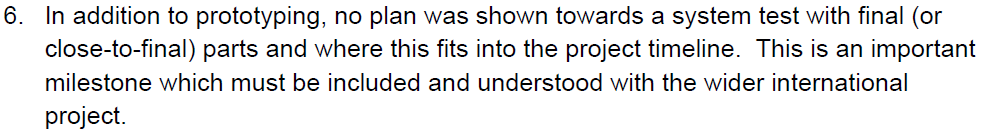 6. In addition to prototyping, no plan was shown towards a system test with final (or
close-to-final) parts and where this fits into the project timeline.  This is an important
milestone which must be included and understood with the wider international
project.